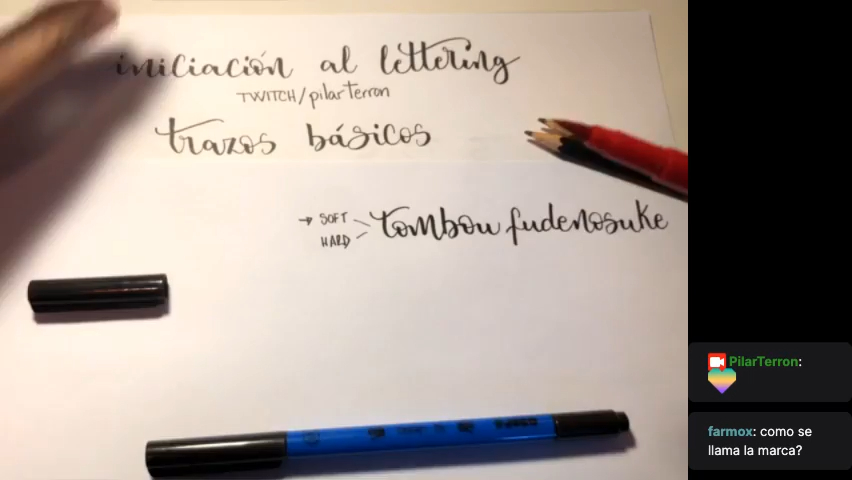 iniciación al lettering
TWITCH/pilarterron
trazos básicos
→ SOFT
HARD
tombow fudenosuke
PilarTerron:
farmox: como se
llama la marca?